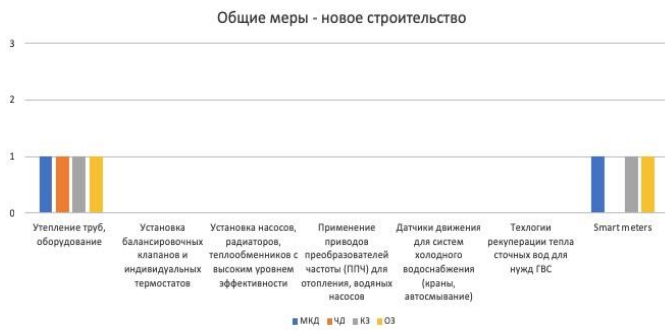 Общие меры - новое строительство
3
2
1
0
Утепление труб,
оборудование
Установка
балансировочных
клапанов и
индивидуальных
термостатов
Установка насосов,
радиаторов,
теплообменников с
высоким уровнем
эффективности
Применение
приводов
преобразователей
частоты (ППЧ) для
отопления, водяных
насосов
Датчики движения
для систем
холодного
водоснабжения
(краны,
автосмывание)
Техлогии
рекуперации тепла
сточных вод для
нужд ГВС
Smart meters
МКД ЧД КЗ ОЗ